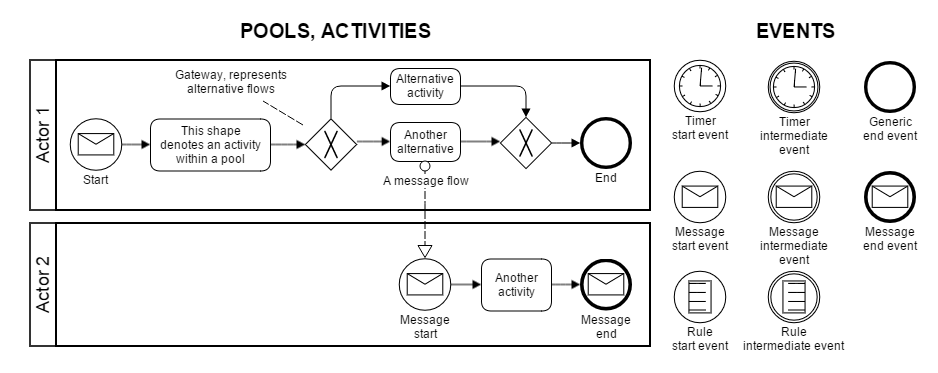 POOLS, ACTIVITIES
Actor 1
Gateway, represents
alternative flows
Start
This shape
denotes an activity
within a pool
X
Alternative
activity
Another
alternative
A message flow
X
End
Actor 2
Message
start
Another
activity
Message
end
EVENTS
Timer
start event
Timer
intermediate
event
Generic
end event
Message
start event
Message
intermediate
event
Message
end event
Rule
start event
Rule
intermediate event